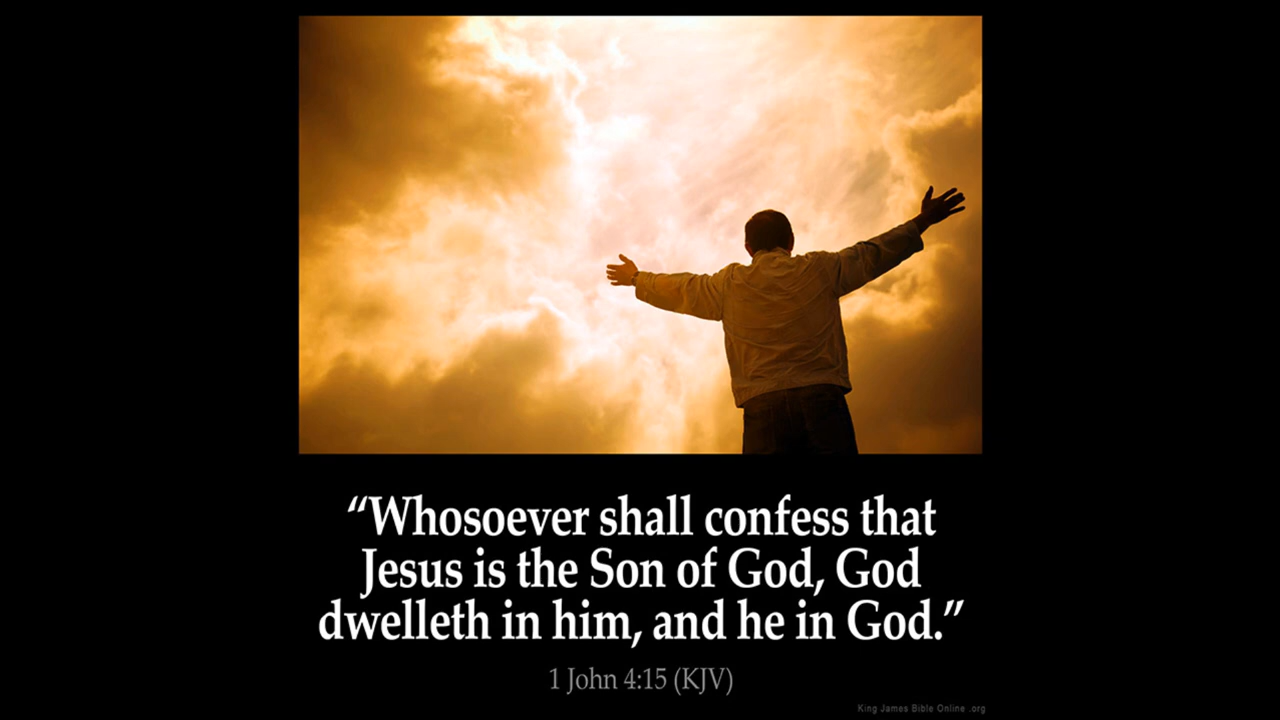 “Whosoever shall confess that
Jesus is the Son of God, God
dwelleth in him, and he in God.”
1 John 4:15 (KJV)
King James Bible Online .org